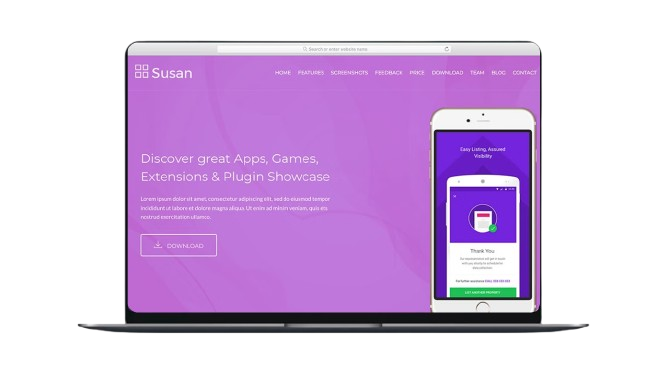 Search or enter website name
Susan
HOME FEATURES SCREENSHOTS FEEDBACK PRICE DOWNLOAD TEAM BLOG CONTACT
Discover great Apps, Games,
Extensions & Plugin Showcase
Lorem ipsum dolor sit amet, consectetur adipiscing elit, sed do eiusmod tempor
incididunt ut labore et dolore magna aliqua. Ut enim ad minim veniam, quis ets
nostrud exercitation ullamco.
DOWNLOAD
Easy Listing, Assured
Visibility
Thank You